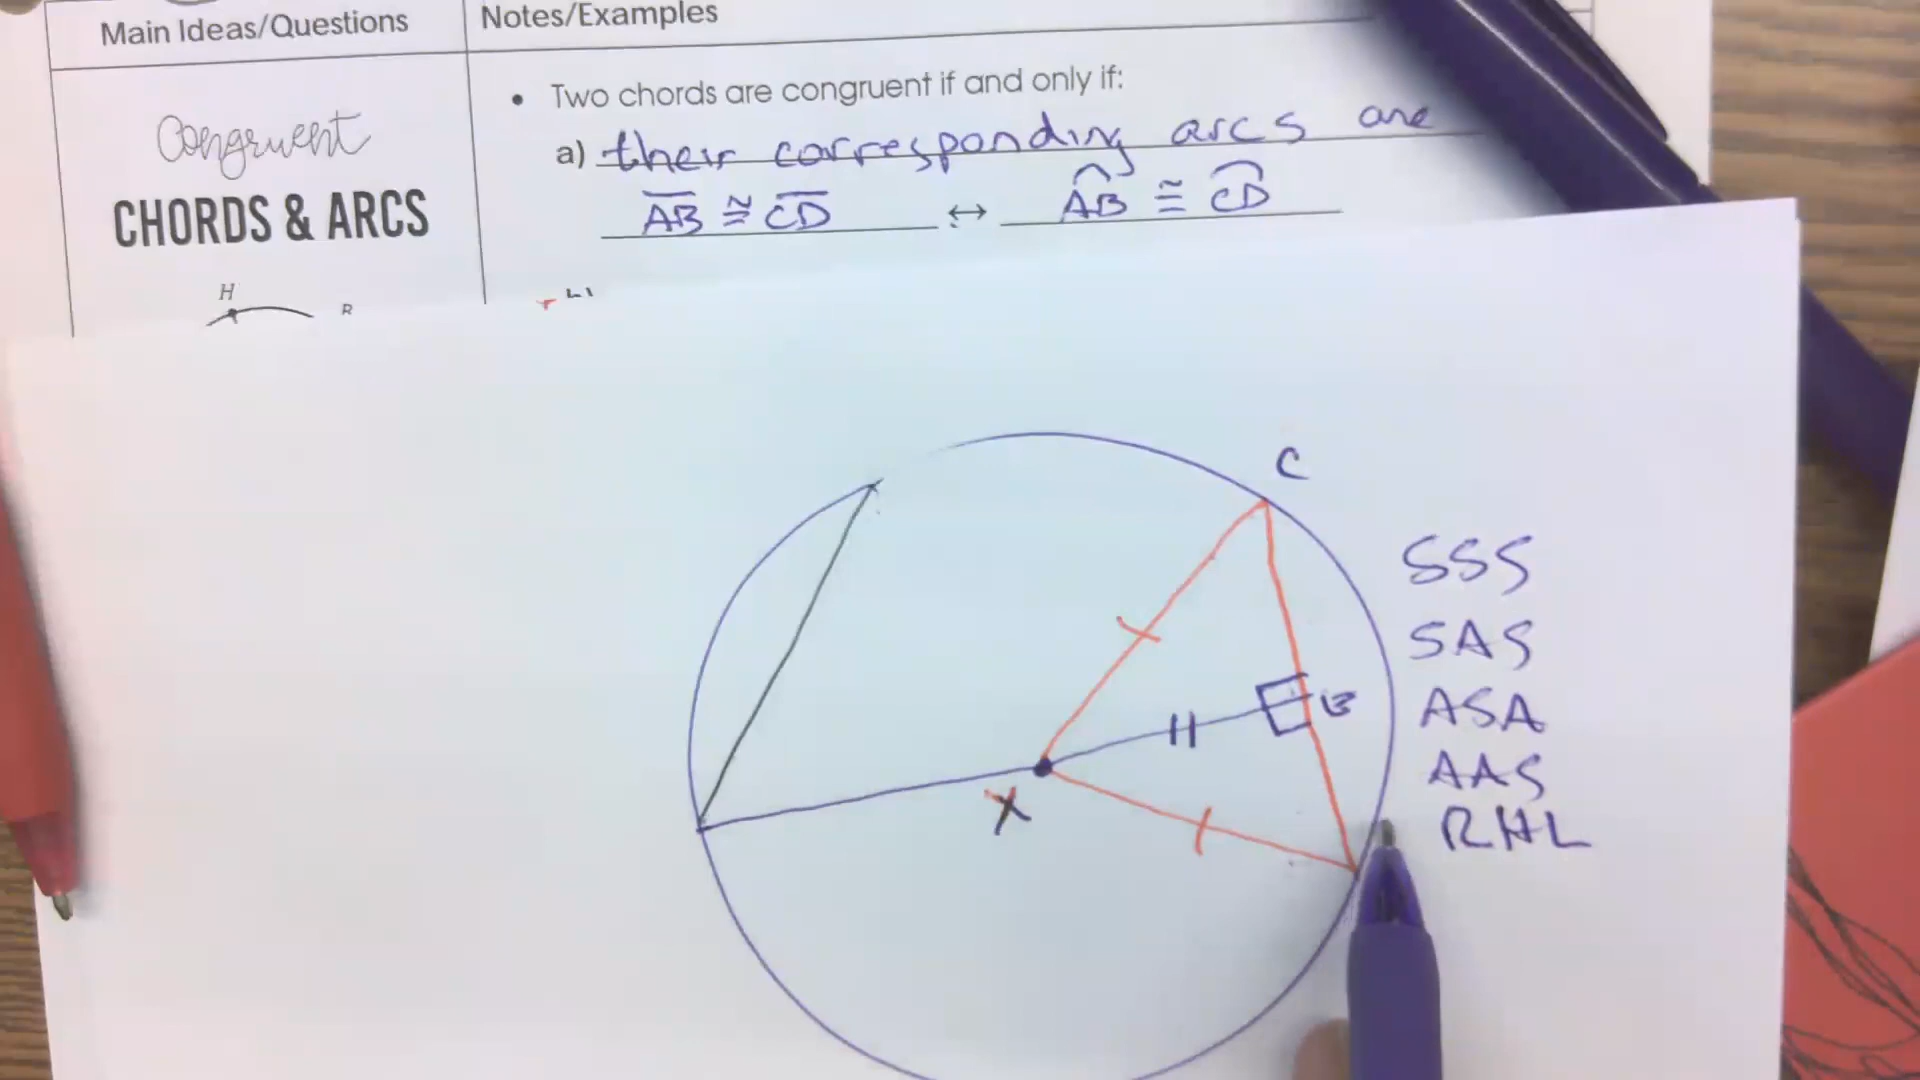 Main Ideas/Questions
Notes/Examples
Congruent
CHORDS & ARCS
• Two chords are congruent if and only if:
a) their corresponding arcs are
AB ≅ CD ↔ AB ≅ CD
H
R
C
B
X
SSS
SAS
ASA
AAS
RHL